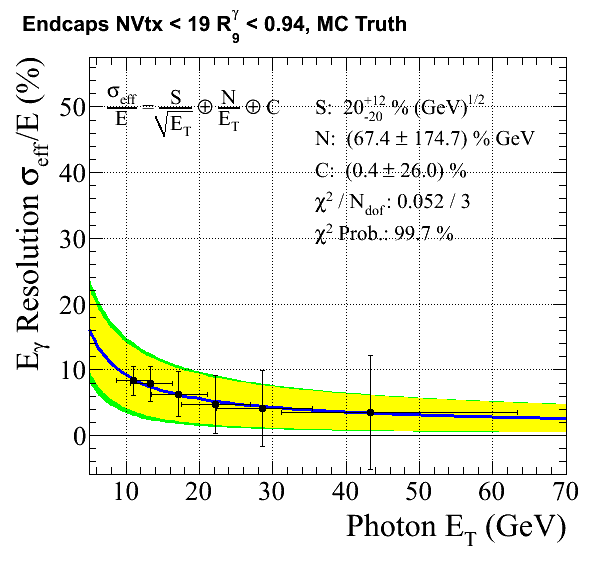 Endcaps NVtx < 19 R₉^γ < 0.94, MC Truth
σ_eff/E = S/√E_T ⊕ N/E_T ⊕ C
S: 20 +12 -20 % (GeV)^1/2
N: (67.4 ± 174.7) % GeV
C: (0.4 ± 26.0) %
χ² / N_dof : 0.052 / 3
χ² Prob.: 99.7 %
E_γ Resolution σ_eff/E (%)
50
40
30
20
10
0
10 20 30 40 50 60 70
Photon E_T (GeV)